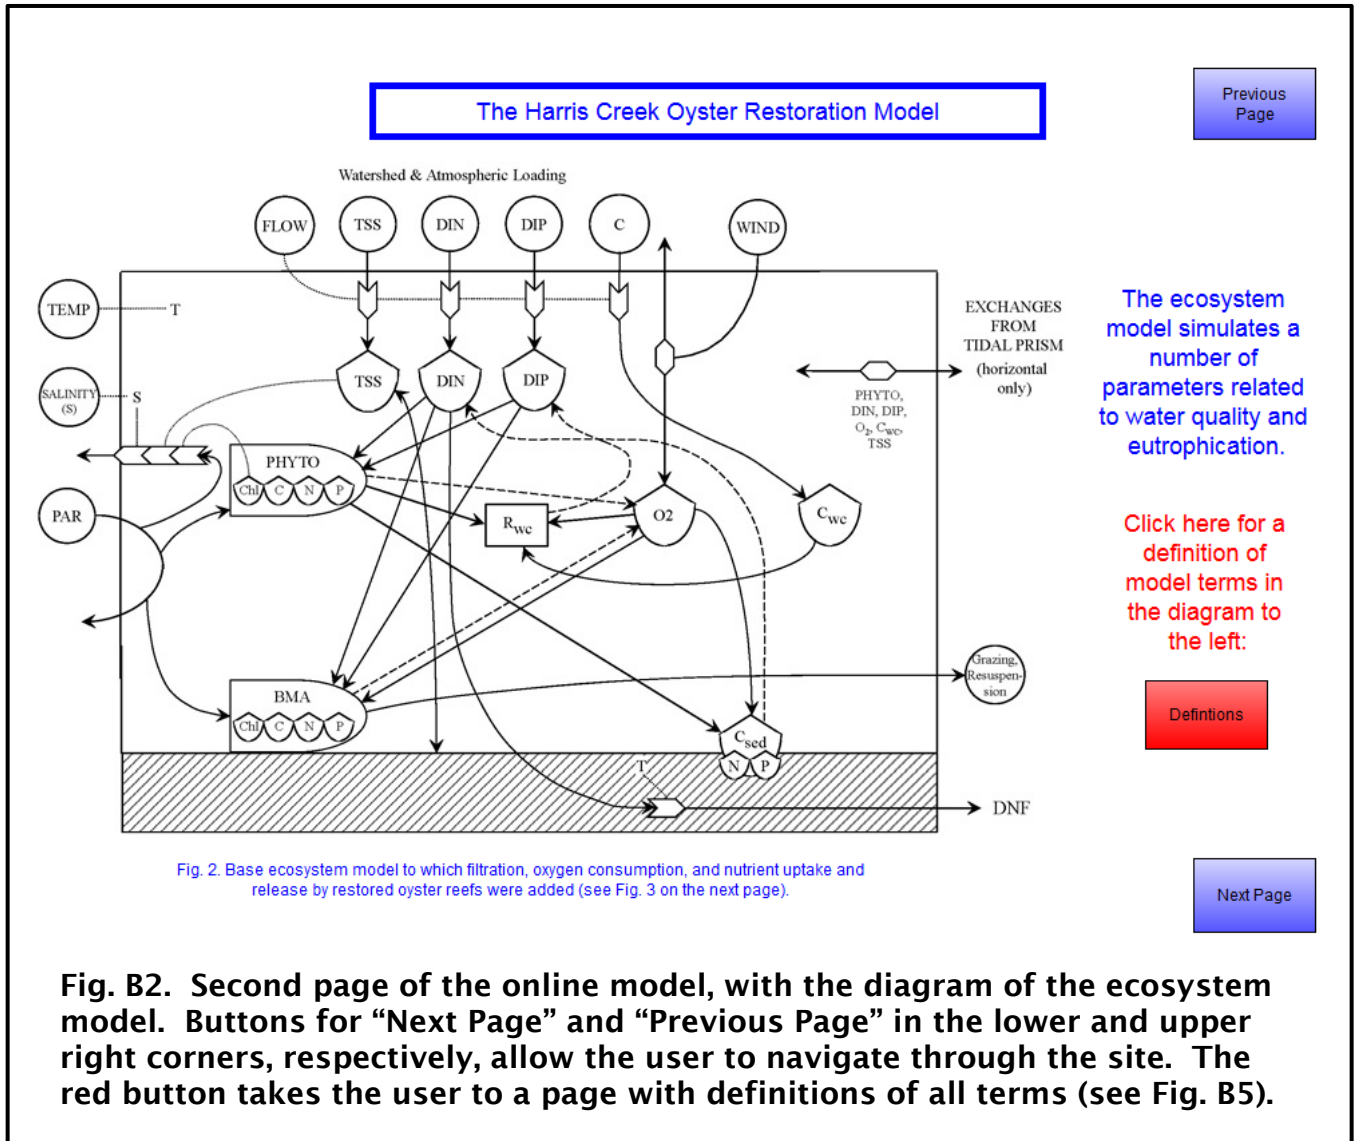 The Harris Creek Oyster Restoration Model
Previous
Page
Watershed & Atmospheric Loading
FLOW
TSS
DIN
DIP
C
WIND
TEMP
T
EXCHANGES
FROM
TIDAL PRISM
(horizontal
only)
PHYTO,
DIN, DIP,
O2, Cwc,
TSS
The ecosystem
model simulates a
number of
parameters related
to water quality and
eutrophication.
TSS
DIN
DIP
SALINITY
(S)
S
PHYTO
Chl C N P
PAR
Rwc
O2
Cwc
Click here for a
definition of
model terms in
the diagram to
the left:
Grazing,
Resuspen-
sion
BMA
Chl C N P
Defintions
Csed
N P
T
DNF
Fig. 2. Base ecosystem model to which filtration, oxygen consumption, and nutrient uptake and
release by restored oyster reefs were added (see Fig. 3 on the next page).
Next Page
Fig. B2. Second page of the online model, with the diagram of the ecosystem
model. Buttons for “Next Page” and “Previous Page” in the lower and upper
right corners, respectively, allow the user to navigate through the site. The
red button takes the user to a page with definitions of all terms (see Fig. B5).